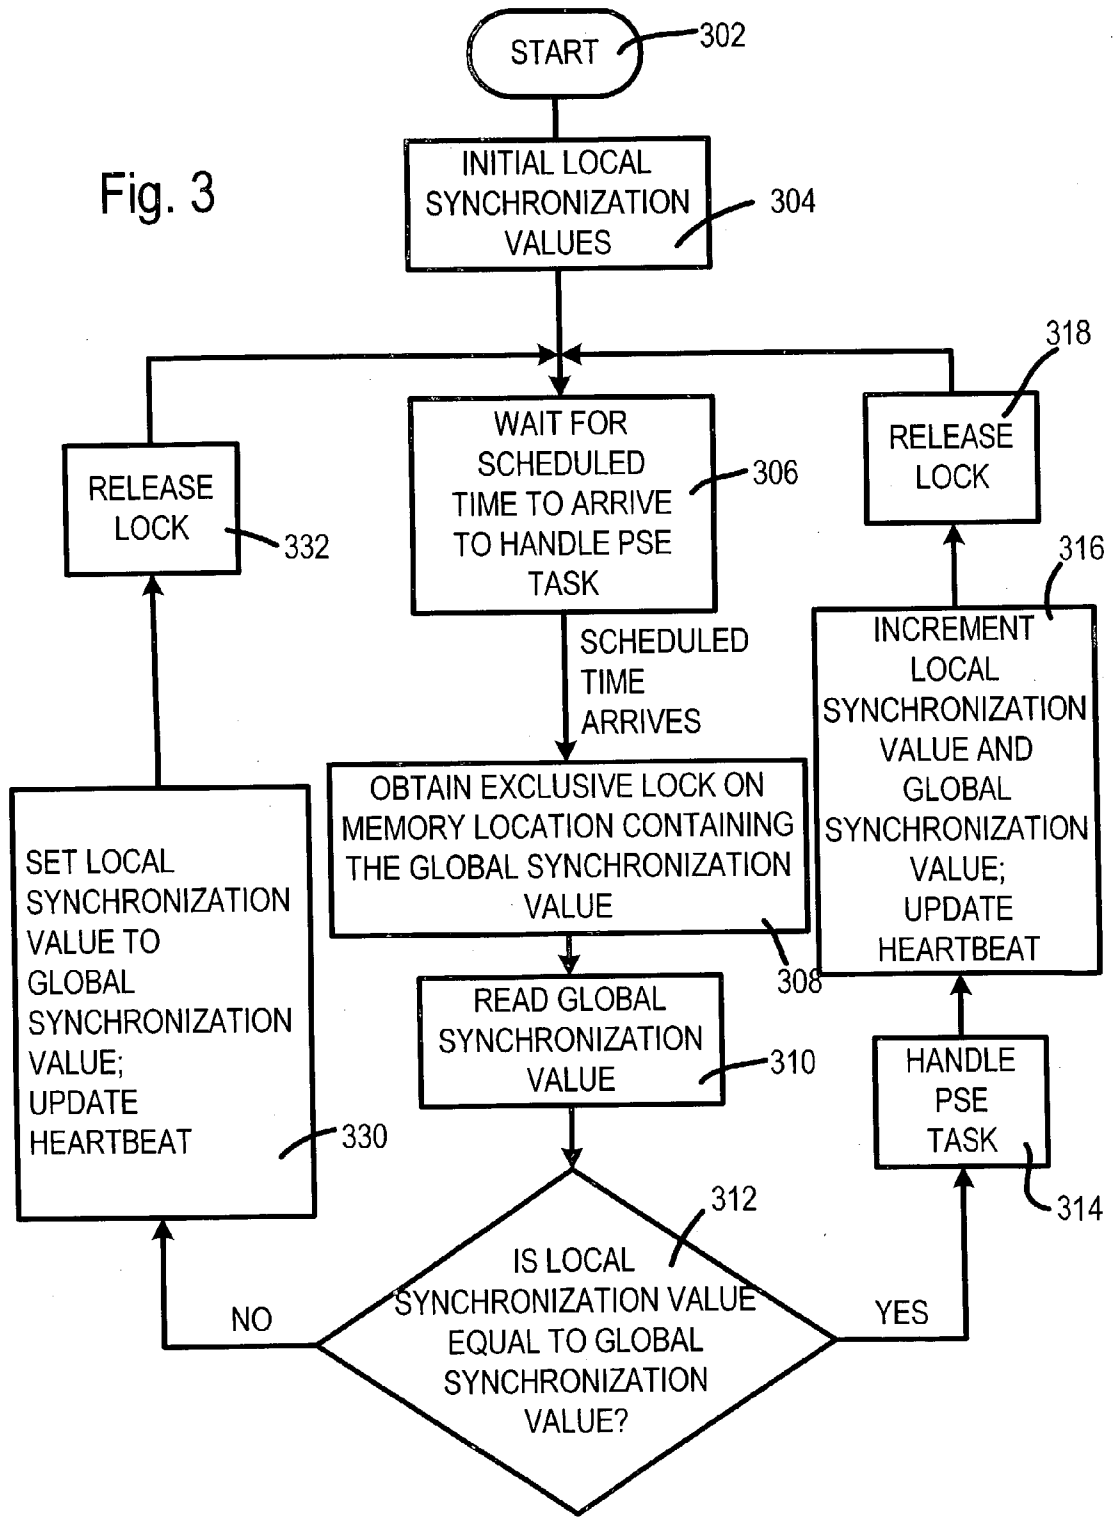 START
302
Fig. 3
INITIAL LOCAL
SYNCHRONIZATION
VALUES
304
318
RELEASE
LOCK
WAIT FOR
SCHEDULED
TIME TO ARRIVE
TO HANDLE PSE
TASK
306
RELEASE
LOCK
332
316
SCHEDULED
TIME
ARRIVES
INCREMENT
LOCAL
SYNCHRONIZATION
VALUE AND
GLOBAL
SYNCHRONIZATION
VALUE;
UPDATE
HEARTBEAT
OBTAIN EXCLUSIVE LOCK ON
MEMORY LOCATION CONTAINING
THE GLOBAL SYNCHRONIZATION
VALUE
308
SET LOCAL
SYNCHRONIZATION
VALUE TO
GLOBAL
SYNCHRONIZATION
VALUE;
UPDATE
HEARTBEAT
330
READ GLOBAL
SYNCHRONIZATION
VALUE
310
HANDLE
PSE
TASK
314
312
IS LOCAL
SYNCHRONIZATION VALUE
EQUAL TO GLOBAL
SYNCHRONIZATION
VALUE?
NO
YES